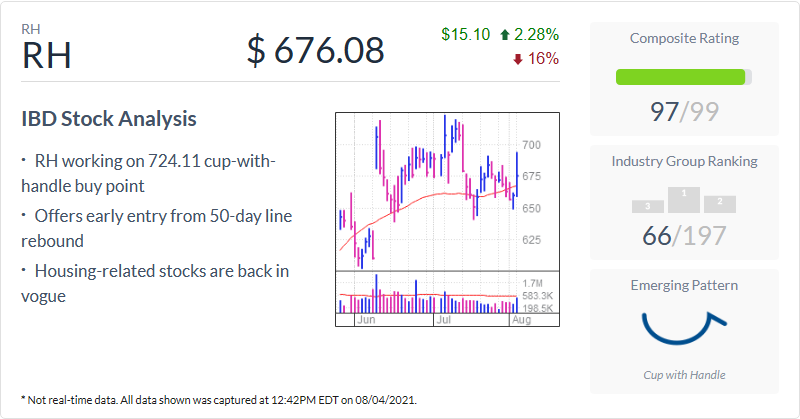 RH
RH
$ 676.08
$15.10 2.28%
16%
IBD Stock Analysis
· RH working on 724.11 cup-with-
handle buy point
· Offers early entry from 50-day line
rebound
· Housing-related stocks are back in
vogue
700
675
650
625
1.7M
583.3K
198.5K
Jun Jul Aug
Composite Rating
97/99
Industry Group Ranking
3 1 2
66/197
Emerging Pattern
Cup with Handle
* Not real-time data. All data shown was captured at 12:42PM EDT on 08/04/2021.